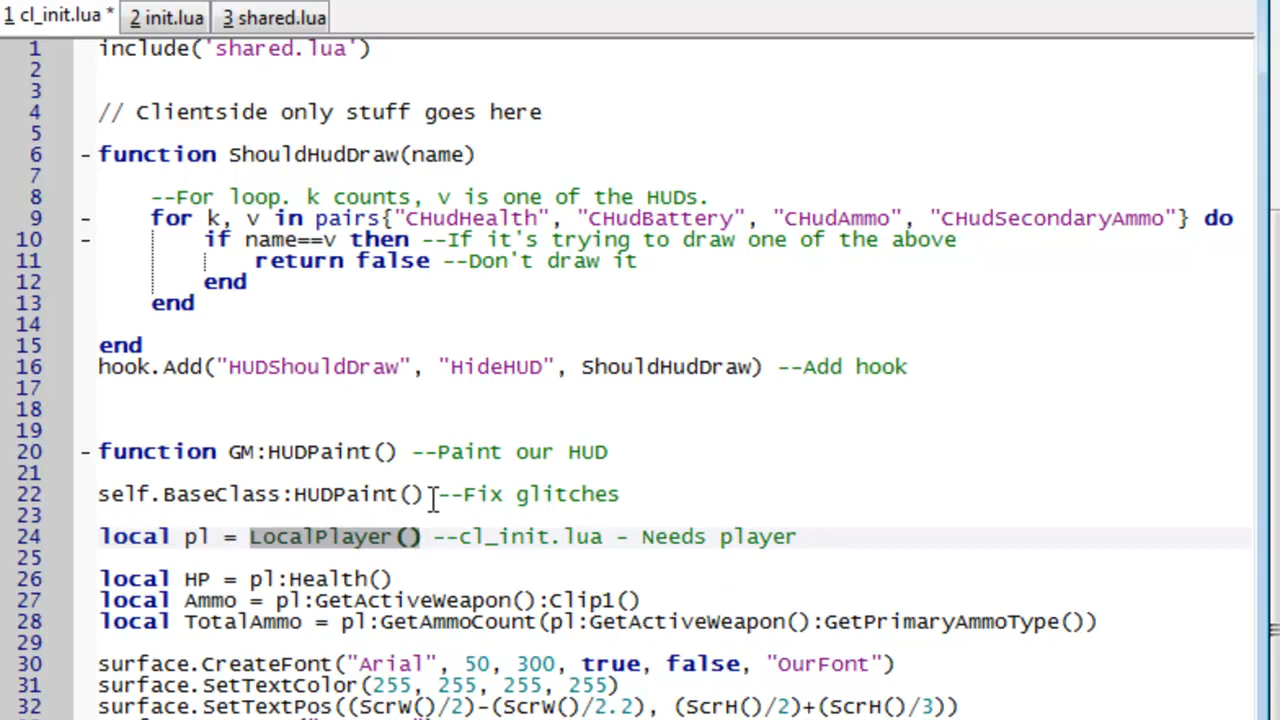 1 cl_init.lua * 2 init.lua 3 shared.lua
1 include('shared.lua')
2
3
4 // Clientside only stuff goes here
5
6 - function ShouldHudDraw(name)
7
8 --For loop. k counts, v is one of the HUDs.
9 - for k, v in pairs{"CHudHealth", "CHudBattery", "CHudAmmo", "CHudSecondaryAmmo"} do
10 - if name==v then --If it's trying to draw one of the above
11 return false --Don't draw it
12 end
13 end
14
15 end
16 hook.Add("HUDShouldDraw", "HideHUD", ShouldHudDraw) --Add hook
17
18
19
20 - function GM:HUDPaint() --Paint our HUD
21
22 self.BaseClass:HUDPaint() --Fix glitches
23
24 local pl = LocalPlayer() --cl_init.lua - Needs player
25
26 local HP = pl:Health()
27 local Ammo = pl:GetActiveWeapon():Clip1()
28 local TotalAmmo = pl:GetAmmoCount(pl:GetActiveWeapon():GetPrimaryAmmoType())
29
30 surface.CreateFont("Arial", 50, 300, true, false, "OurFont")
31 surface.SetTextColor(255, 255, 255, 255)
32 surface.SetTextPos((ScrW()/2)-(ScrW()/2.2), (ScrH()/2)+(ScrH()/3))